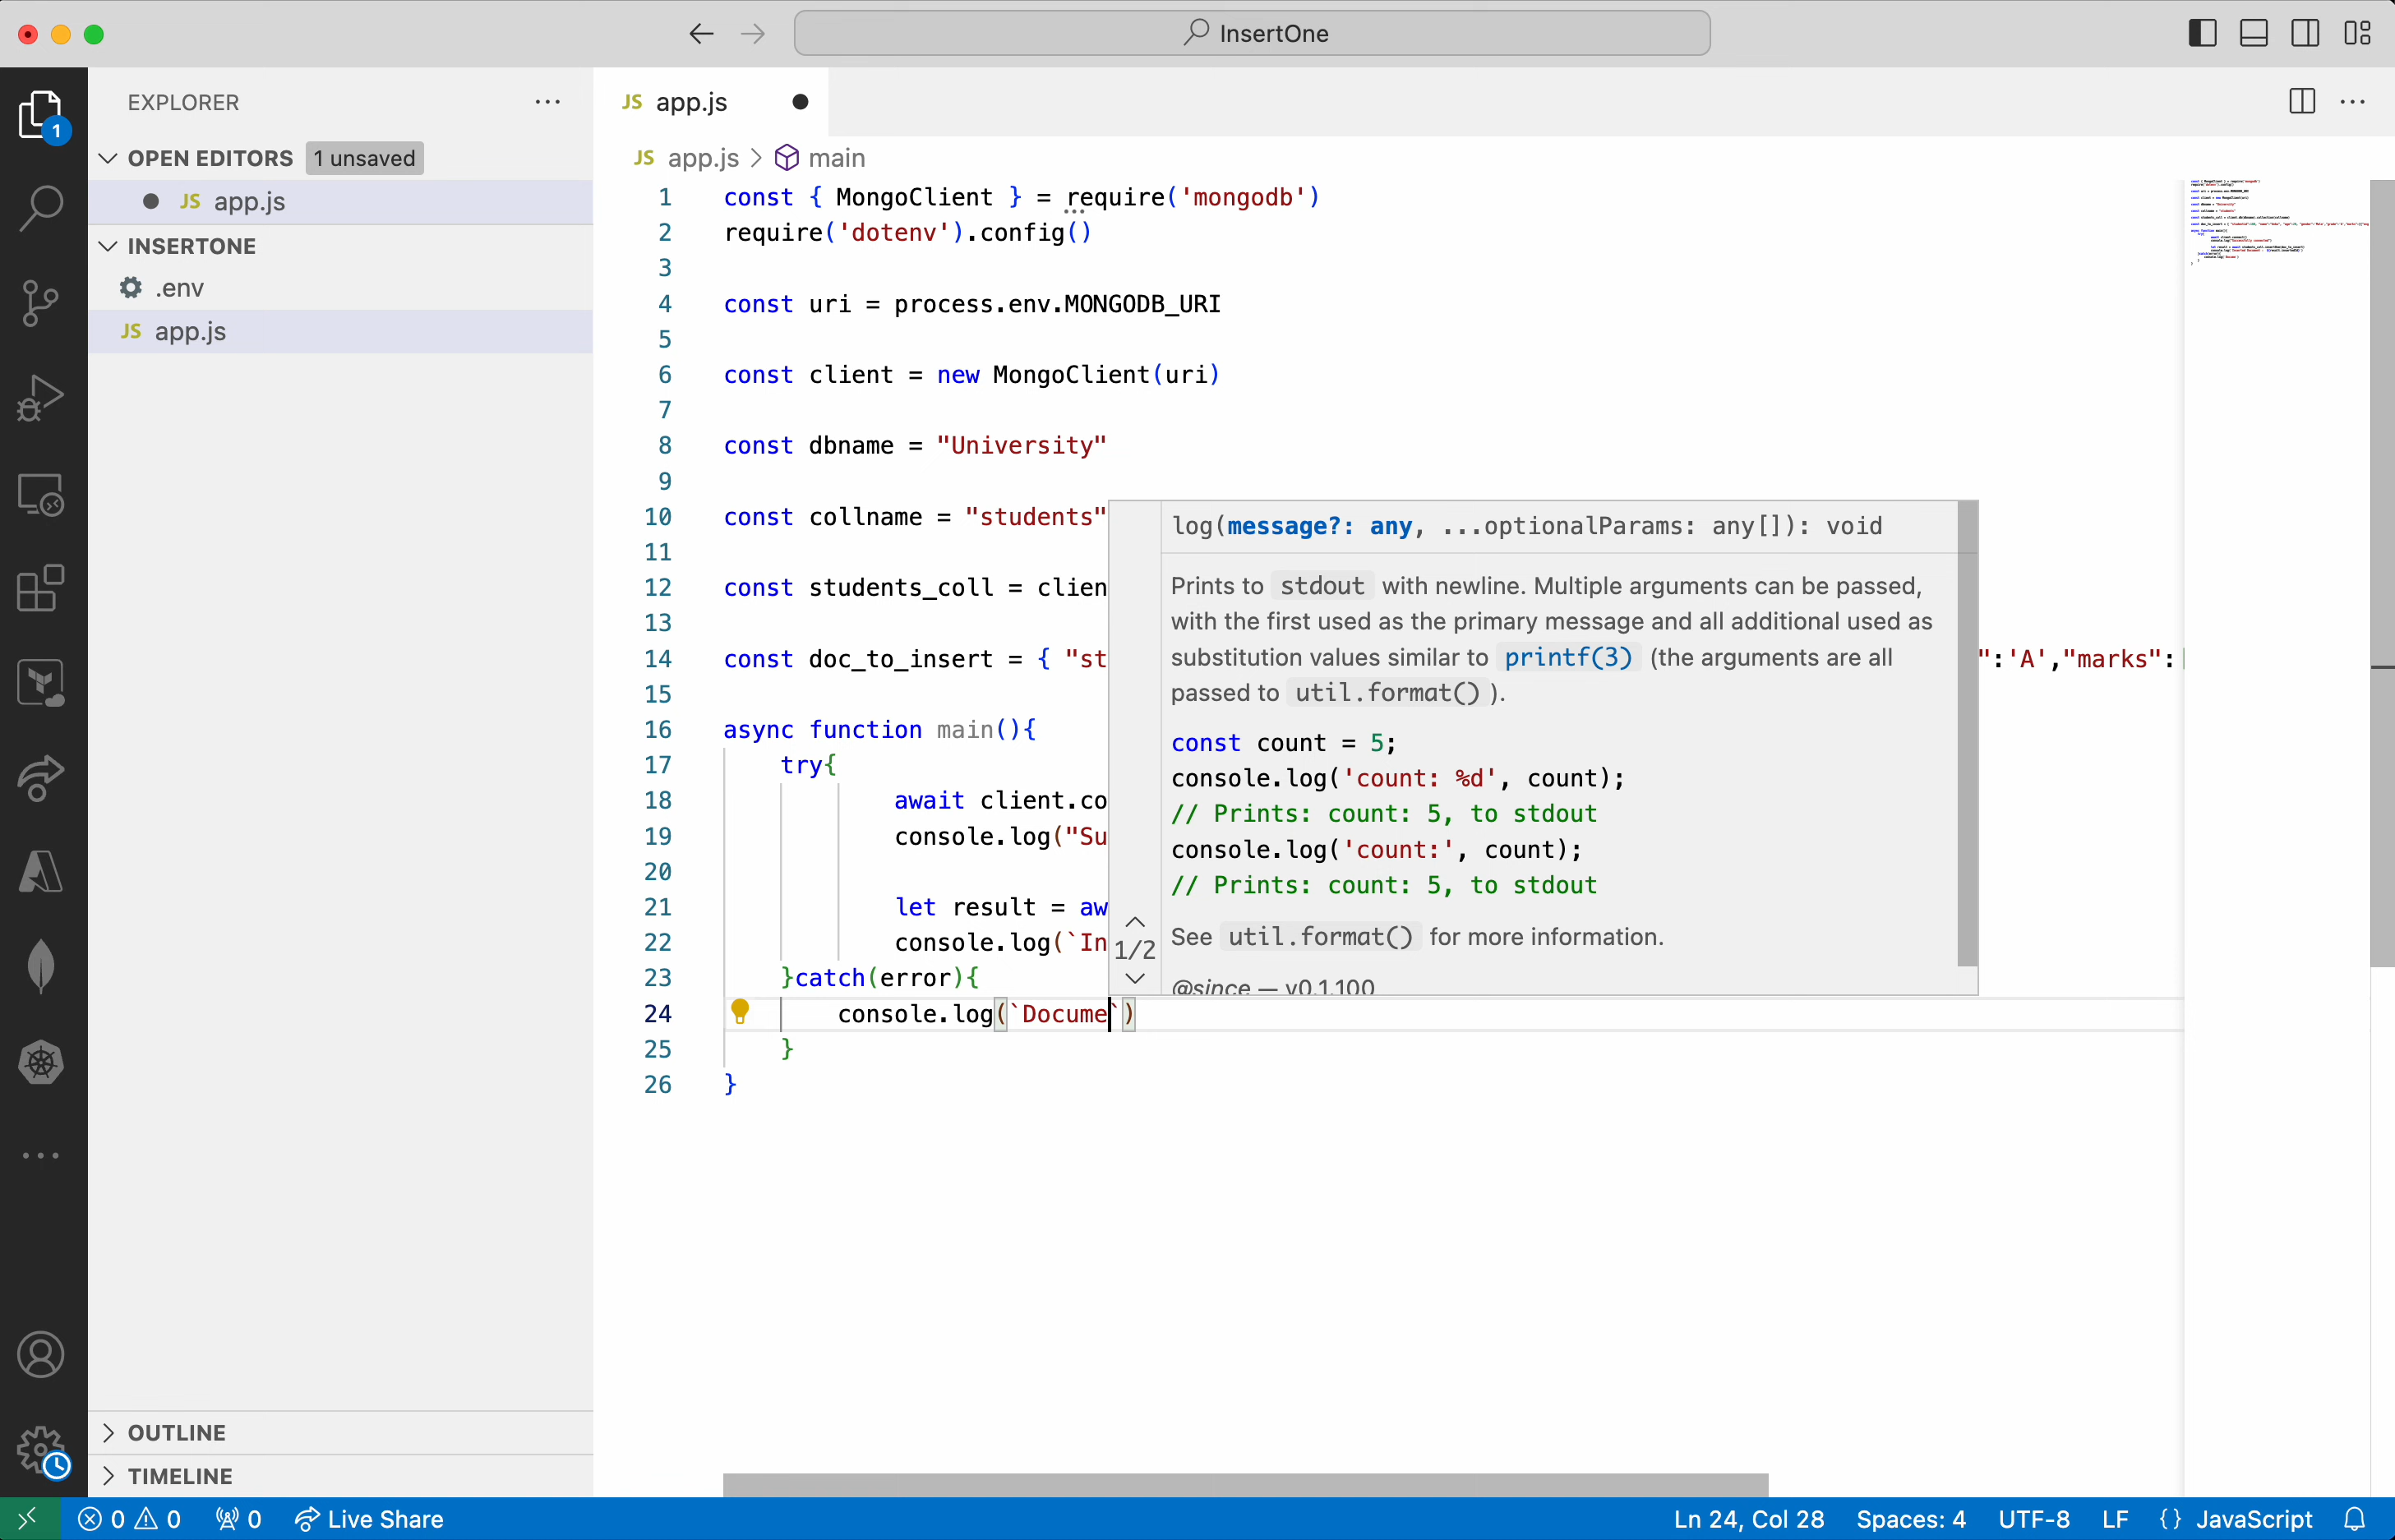 InsertOne
EXPLORER
OPEN EDITORS 1 unsaved
JS app.js
INSERTONE
.env
JS app.js
OUTLINE
TIMELINE
1
JS app.js
JS app.js > main
1 const { MongoClient } = require('mongodb')
2 require('dotenv').config()
3
4 const uri = process.env.MONGODB_URI
5
6 const client = new MongoClient(uri)
7
8 const dbname = "University"
9
10 const collname = "students"
11
12 const students_coll = clien
13
14 const doc_to_insert = { "st ":'A',"marks":
15
16 async function main(){
17 try{
18 await client.co
19 console.log("Su
20
21 let result = aw
22 console.log(`In
23 }catch(error){
24 console.log(`Docume`)
25 }
26 }
log(message?: any, ...optionalParams: any[]): void
Prints to stdout with newline. Multiple arguments can be passed,
with the first used as the primary message and all additional used as
substitution values similar to printf(3) (the arguments are all
passed to util.format() ).
const count = 5;
console.log('count: %d', count);
// Prints: count: 5, to stdout
console.log('count:', count);
// Prints: count: 5, to stdout
1/2
See util.format() for more information.
@since — v0.1.100
0 0 0 Live Share
Ln 24, Col 28 Spaces: 4 UTF-8 LF {} JavaScript